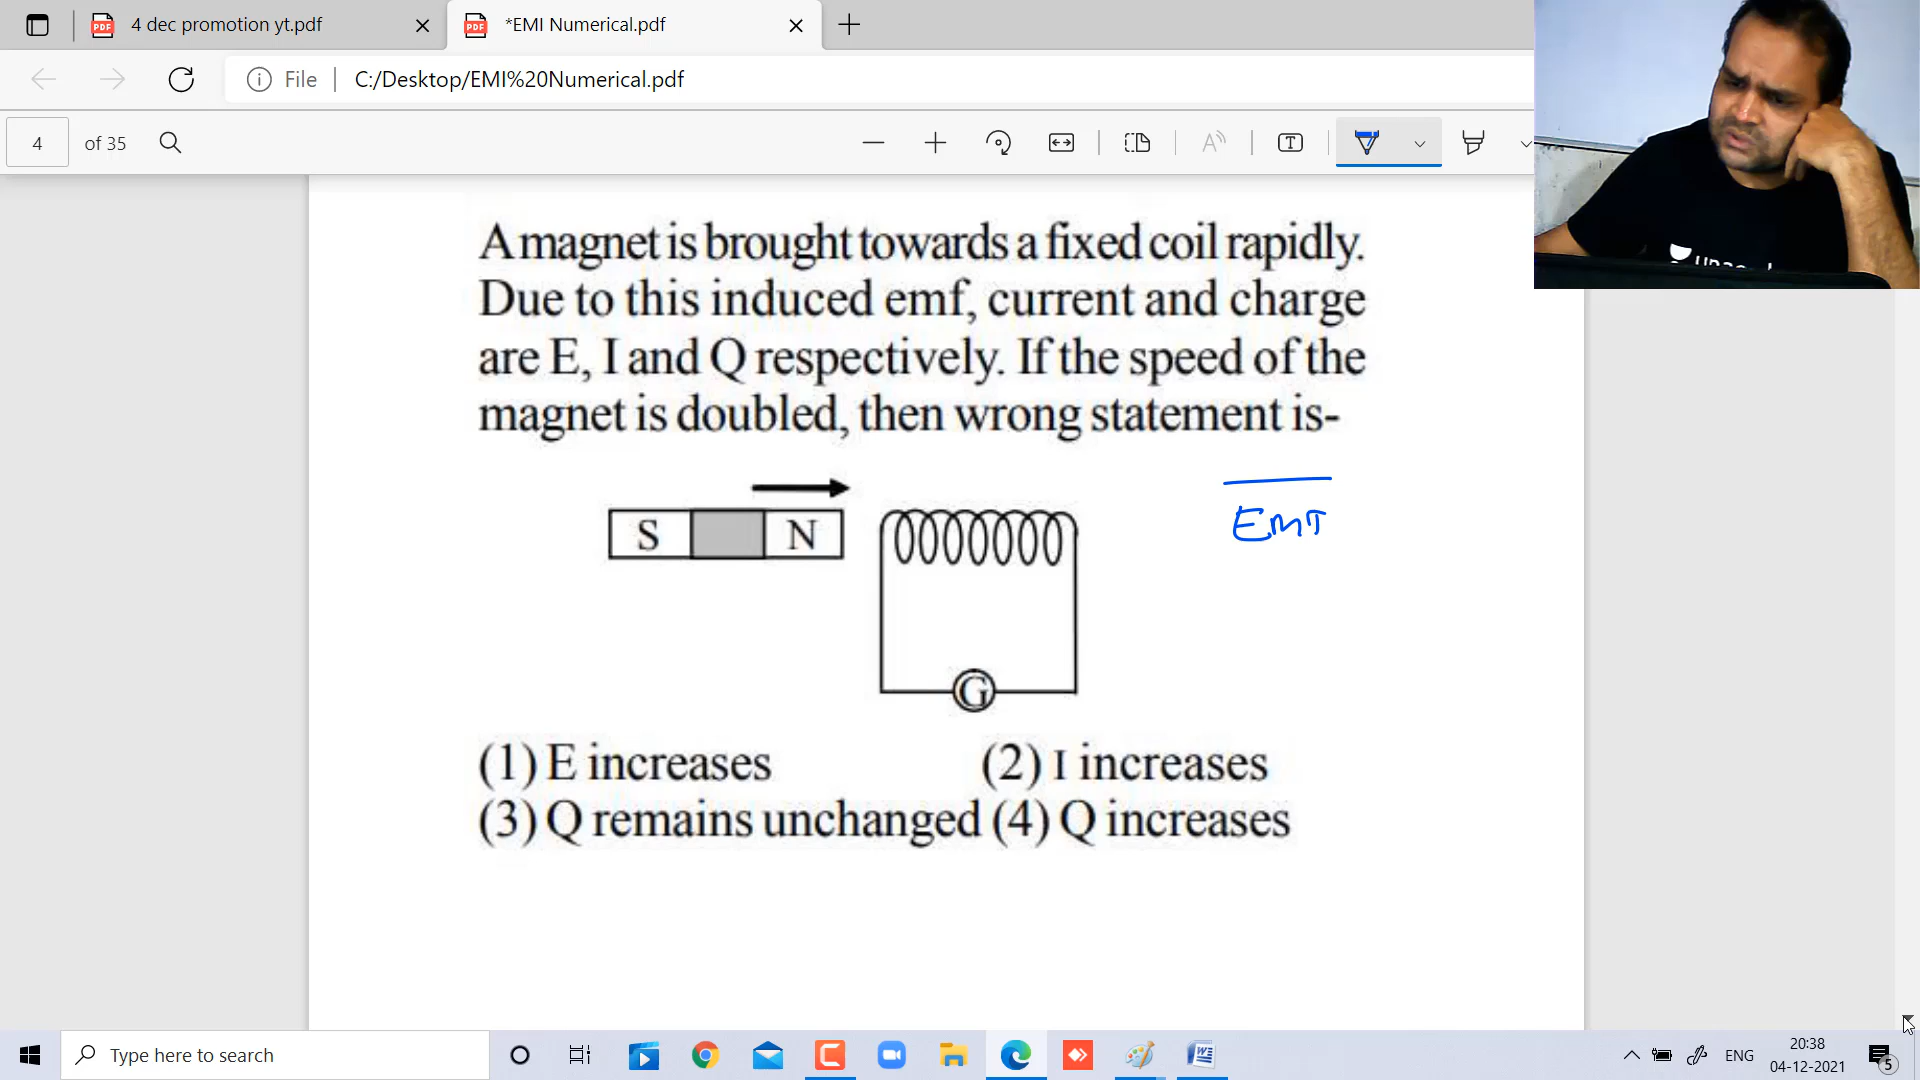 4 dec promotion yt.pdf
*EMI Numerical.pdf
File
C:/Desktop/EMI%20Numerical.pdf
4
of 35
A magnet is brought towards a fixed coil rapidly.
Due to this induced emf, current and charge
are E, I and Q respectively. If the speed of the
magnet is doubled, then wrong statement is-
S
N
EMI
G
(1) E increases (2) I increases
(3) Q remains unchanged (4) Q increases
Type here to search
ENG
20:38
04-12-2021
5